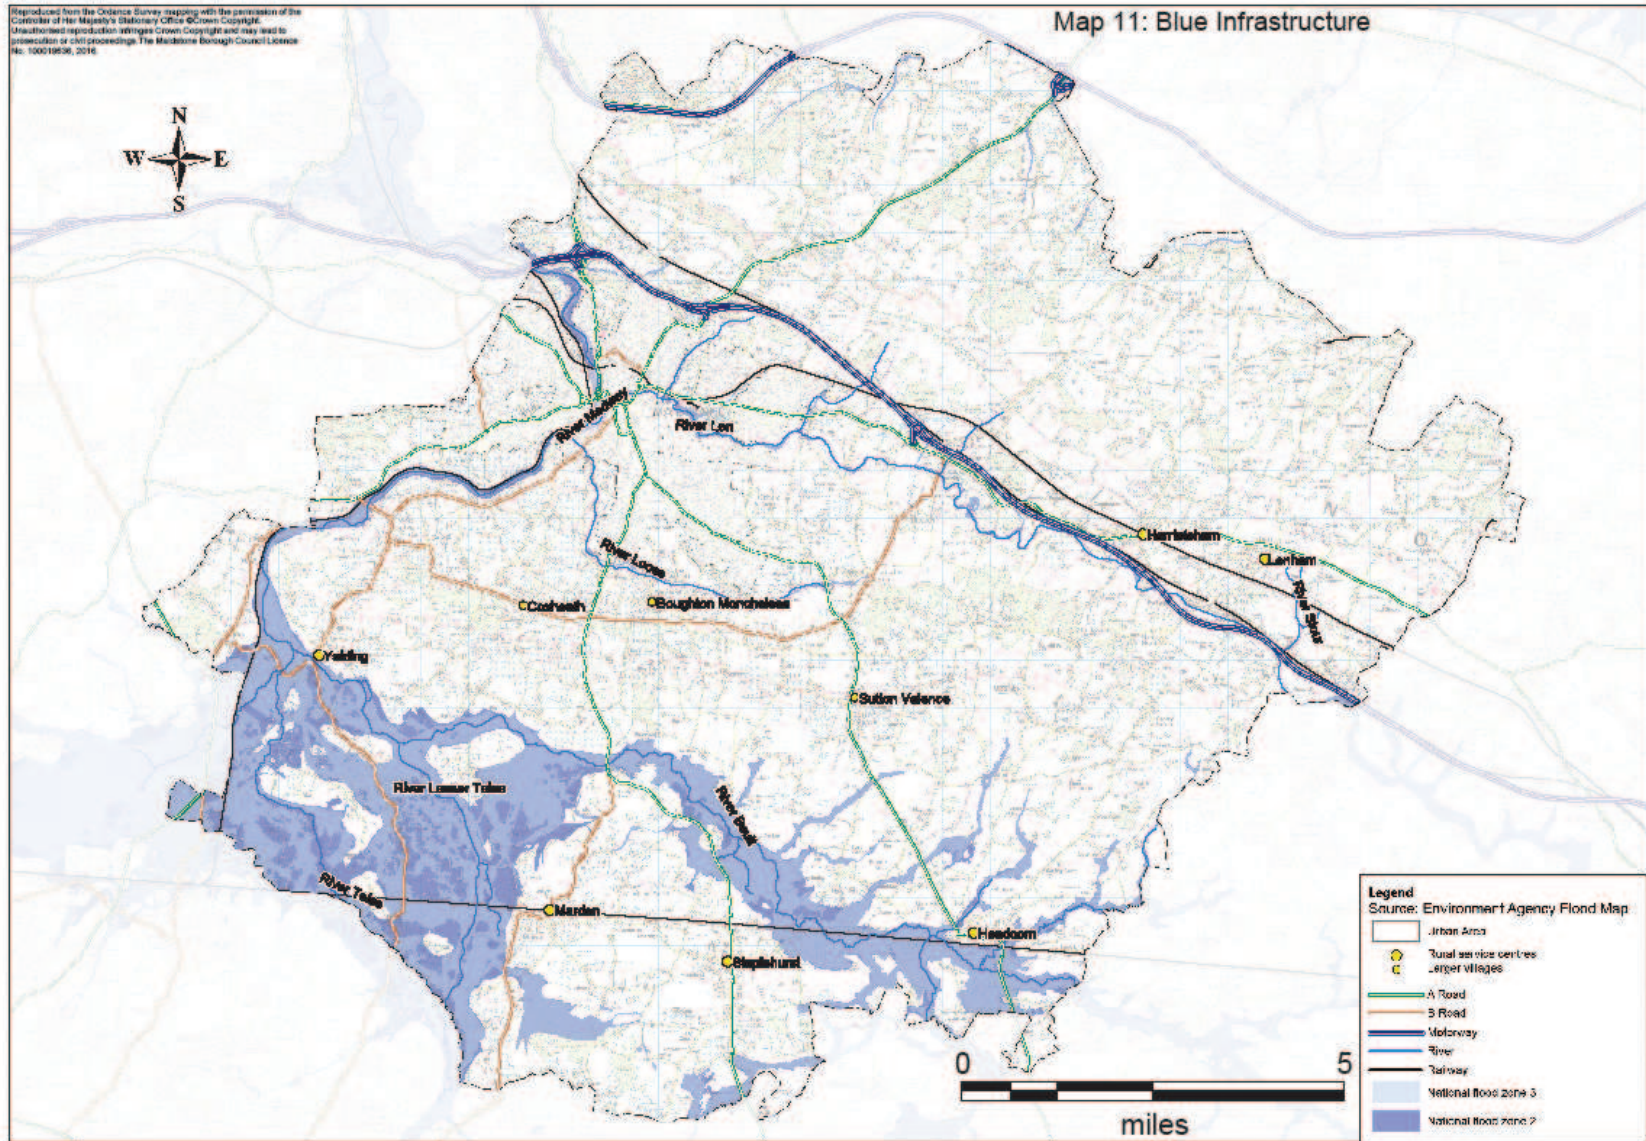 Reproduced from the Ordnance Survey mapping with the permission of the
Controller of Her Majesty's Stationery Office ©Crown Copyright.
Unauthorised reproduction infringes Crown Copyright and may lead to
prosecution or civil proceedings. The Maidstone Borough Council Licence
No. 100019636, 2016.
Map 11: Blue Infrastructure
N
W E
S
River Medway
River Len
Harrietsham
Lenham
River Loose
Coxheath
Boughton Monchelsea
Yalding
Sutton Valence
River Lesser Teise
River Beult
River Teise
Marden
Headcorn
Staplehurst
Legend
Source: Environment Agency Flood Map
Urban Area
Rural service centres
Larger villages
A Road
B Road
Motorway
River
Railway
National flood zone 3
National flood zone 2
0 5
miles